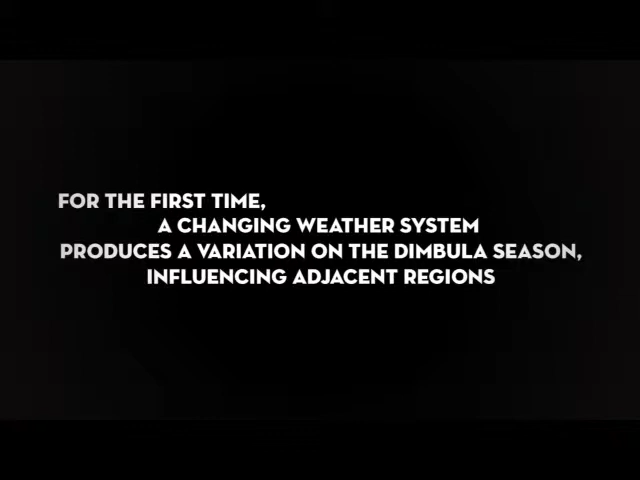 FOR THE FIRST TIME,
A CHANGING WEATHER SYSTEM
PRODUCES A VARIATION ON THE DIMBULA SEASON,
INFLUENCING ADJACENT REGIONS